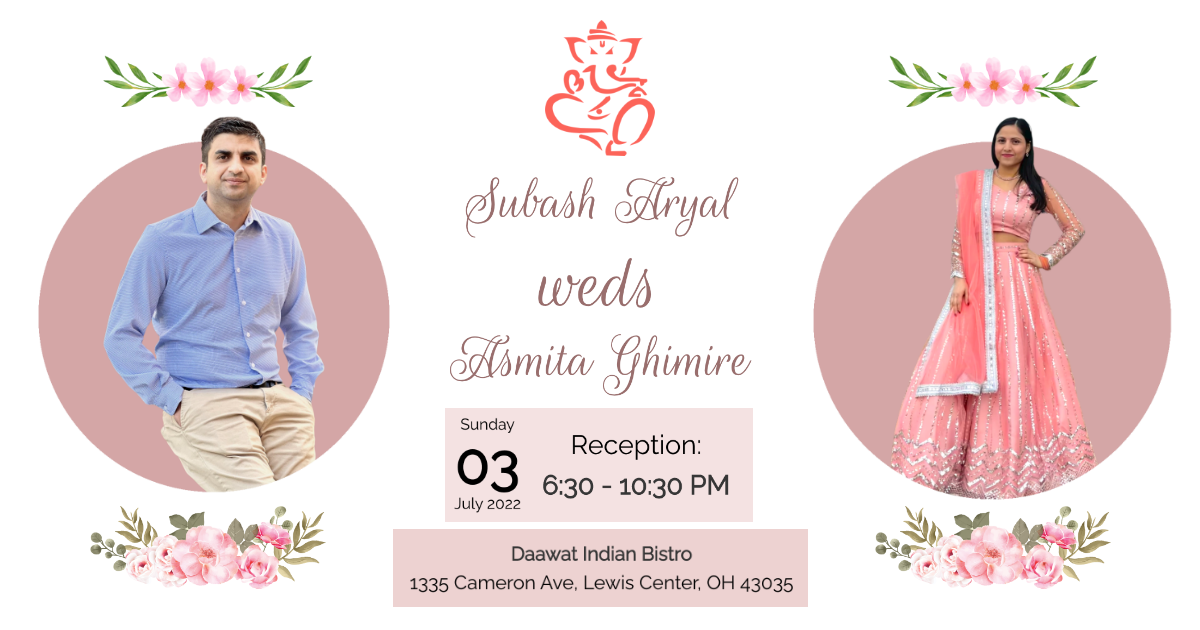 Subash Aryal
weds
Asmita Ghimire
Sunday
03
July 2022
Reception:
6:30 - 10:30 PM
Daawat Indian Bistro
1335 Cameron Ave, Lewis Center, OH 43035